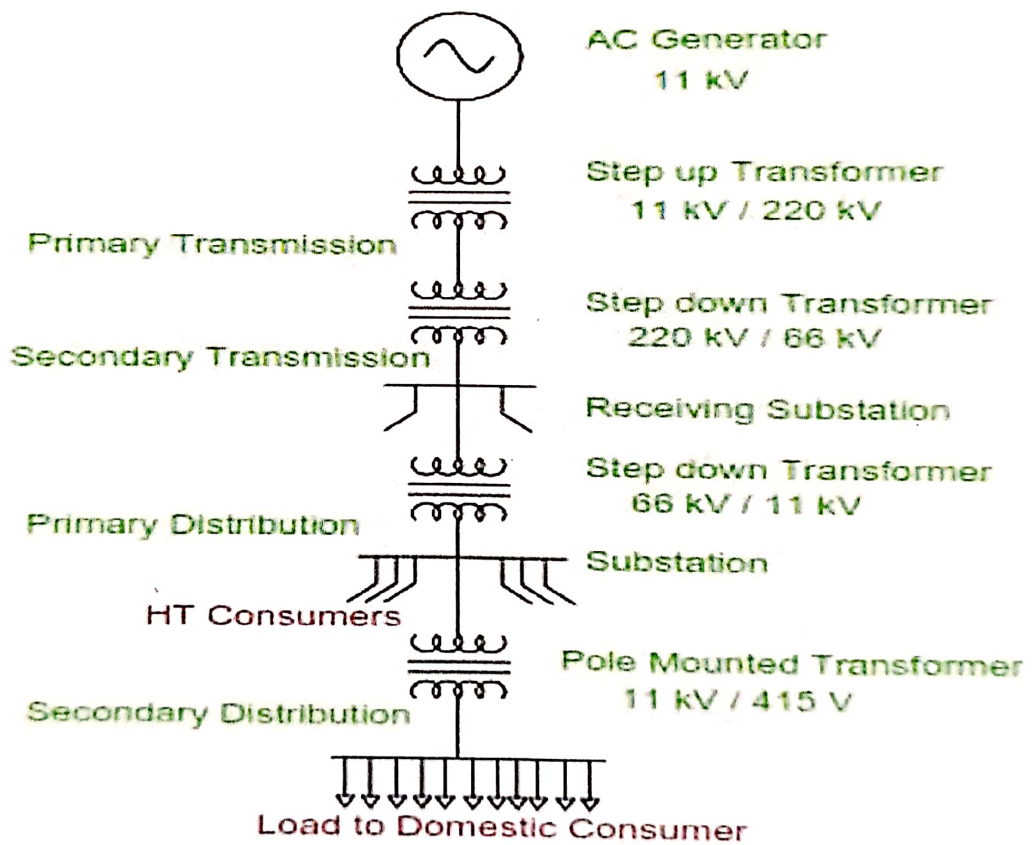 AC Generator
11 kV
Step up Transformer
11 kV / 220 kV
Primary Transmission
Step down Transformer
220 kV / 66 kV
Secondary Transmission
Receiving Substation
Step down Transformer
66 kV / 11 kV
Primary Distribution
Substation
HT Consumers
Pole Mounted Transformer
11 kV / 415 V
Secondary Distribution
Load to Domestic Consumer